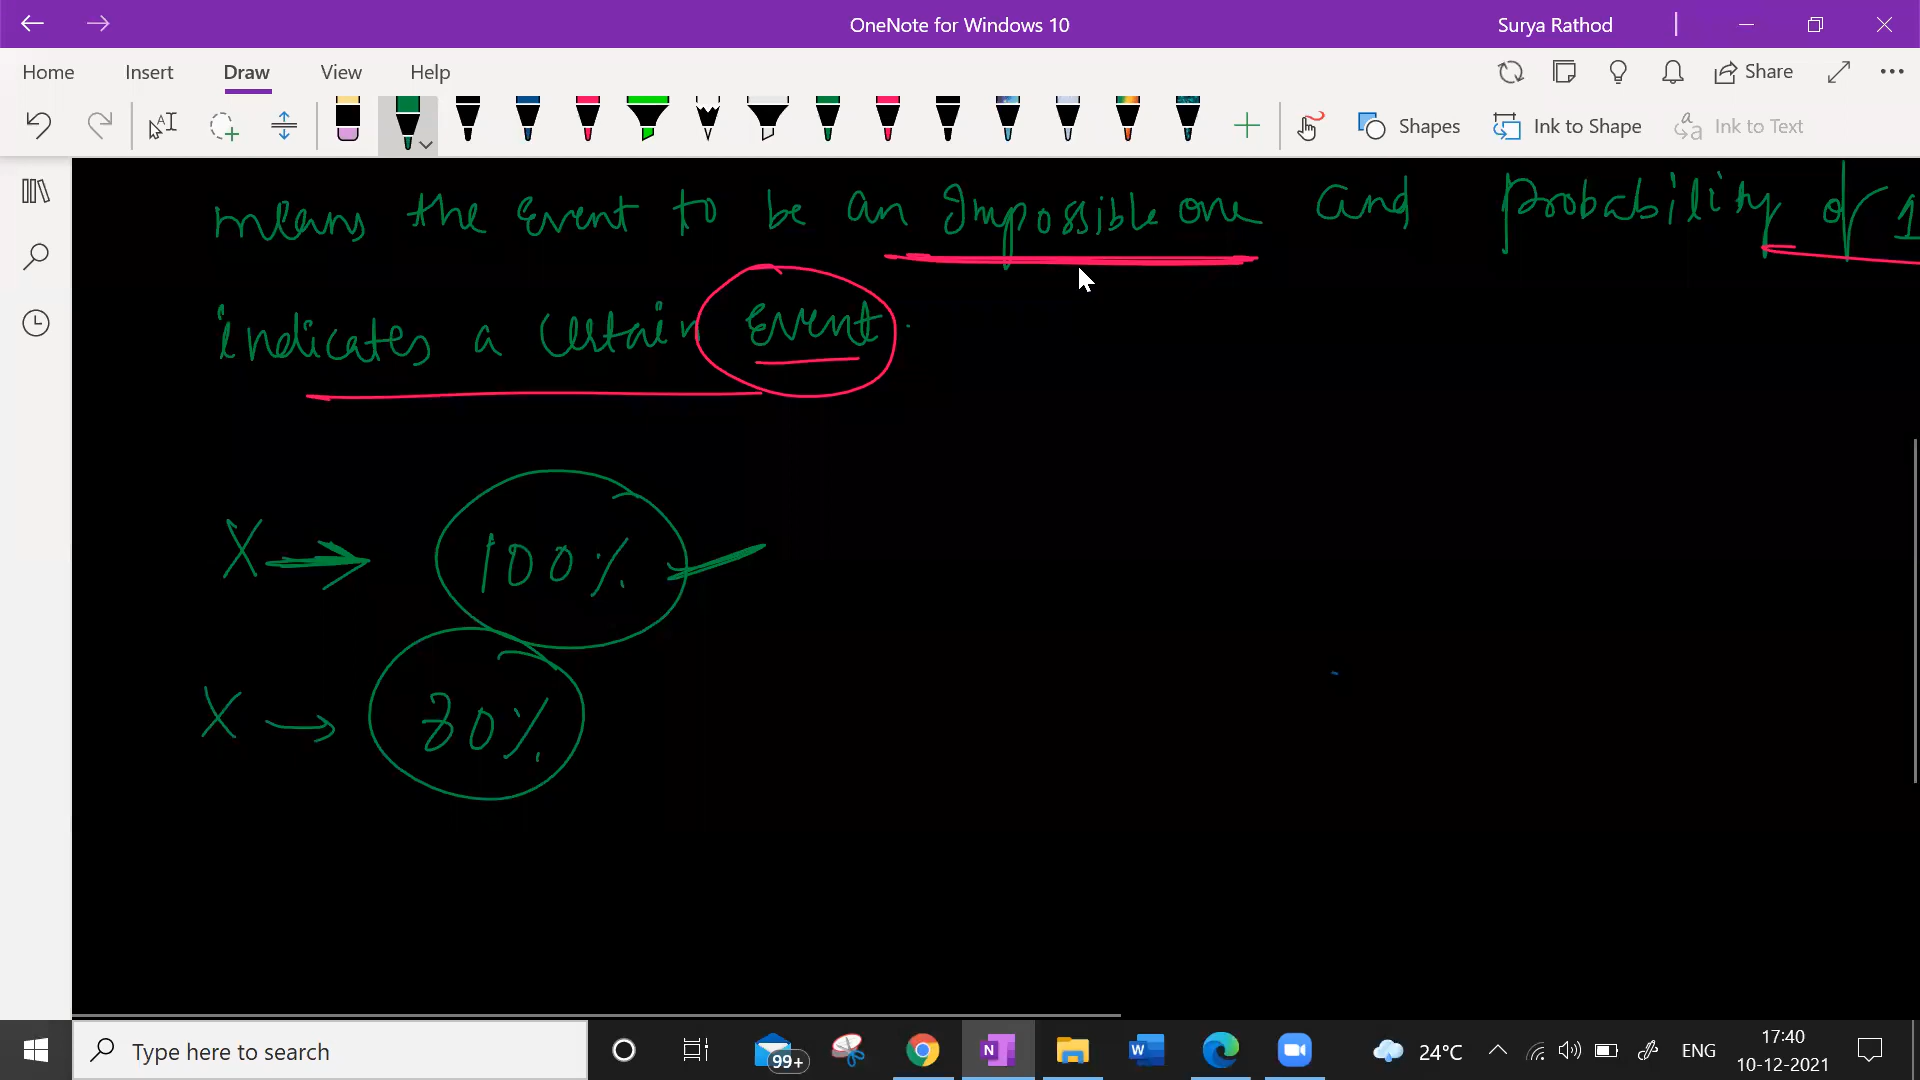 OneNote for Windows 10
Surya Rathod
Home Insert Draw View Help
Share
Shapes Ink to Shape Ink to Text
means the Event to be an Impossible one and probability of 1
indicates a certain Event.
X → 100%
X → 80%
Type here to search
99+
24°C
ENG
17:40
10-12-2021